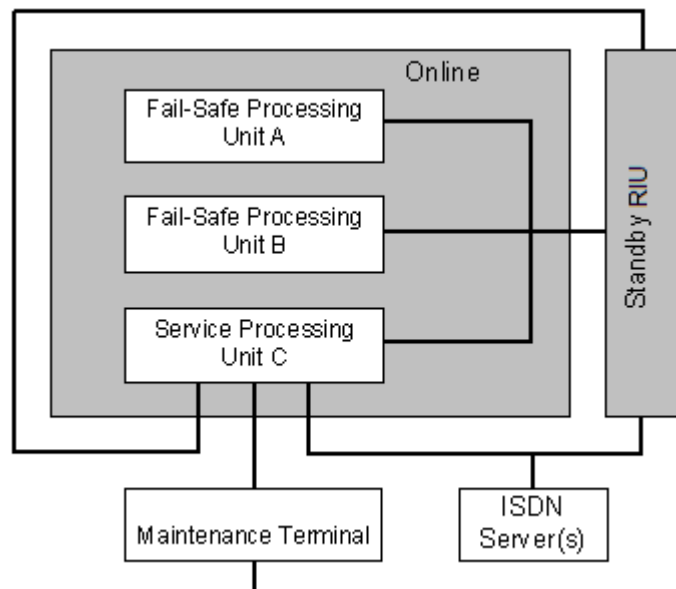 Online
Fail-Safe Processing
Unit A
Fail-Safe Processing
Unit B
Service Processing
Unit C
Standby RIU
Maintenance Terminal
ISDN
Server(s)